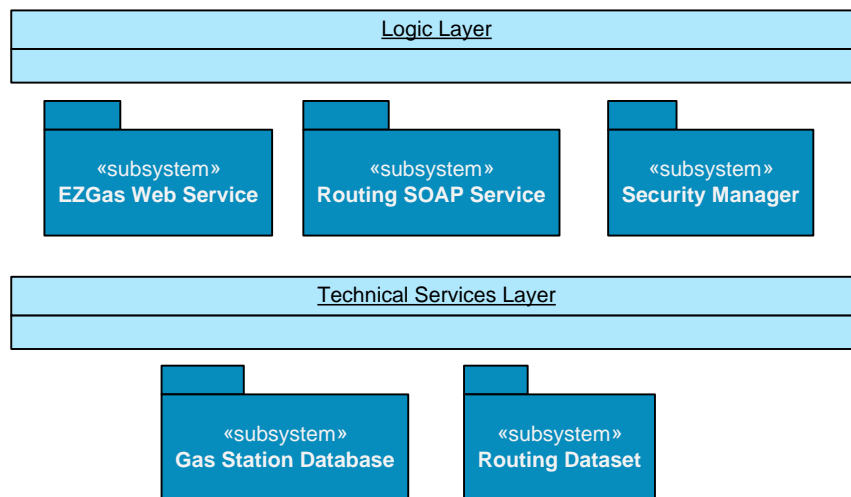 Logic Layer
«subsystem»
EZGas Web Service
«subsystem»
Routing SOAP Service
«subsystem»
Security Manager
Technical Services Layer
«subsystem»
Gas Station Database
«subsystem»
Routing Dataset